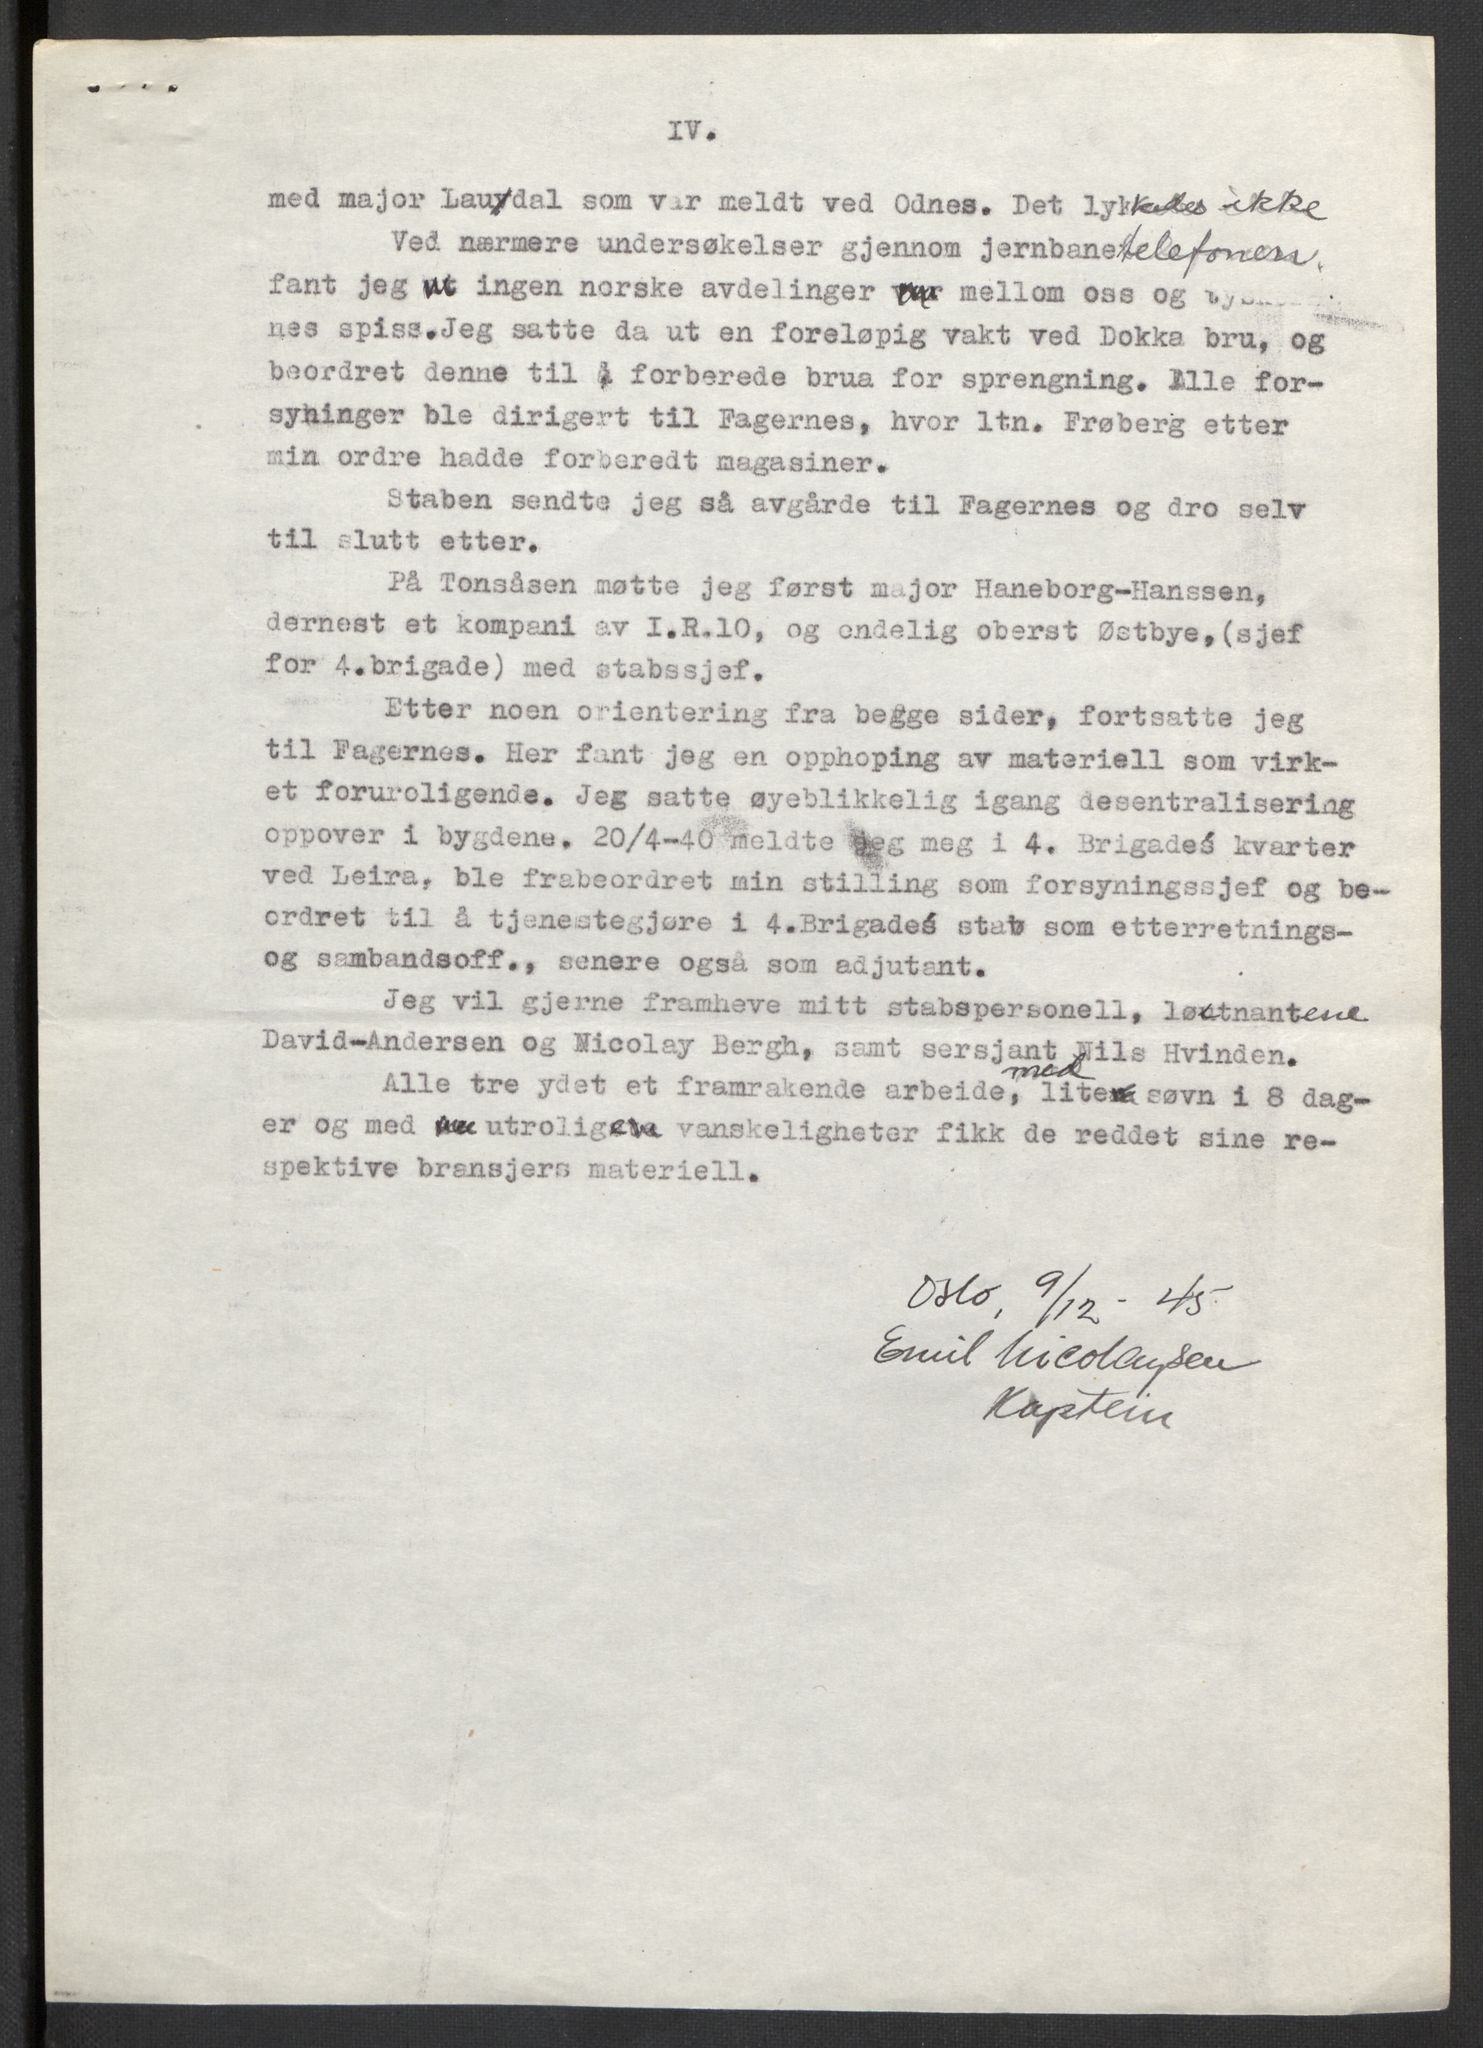 IV.
med major Laudal som var meldt ved Odnes. Det lykkades ikke
Ved nærmere undersøkelser gjennom jernbanetelefonen.
fant jeg ut ingen norske avdelinger var mellom oss og
nes spiss.Jeg satte da ut en foreløpig vakt ved Dokka bru, og
beordret denne til å forberede brua for sprengning. Alle for-
syninger ble dirigert til Fagernes, hvor ltn. Frøberg etter
min ordre hadde forberedt magasiner.
Staben sendte jeg så avgårde til Fagernes og dro selv
til slutt etter.
På Tonsåsen møtte jeg først major Haneborg-Hanssen,
dernest et kompani av I.R.10, og endelig oberst Østbye,(sjef
for 4.brigade) med stabssjef.
Etter noen orientering fra begge sider, fortsatte jeg
til Fagernes. Her fant jeg en opphoping av materiell som virk-
et foruroligende. Jeg satte øyeblikkelig igang desentralisering
oppover i bygdene. 20/4-40 meldte jeg meg i 4. Brigades kvarter
ved Leira, ble frabeordret min stilling som forsyningssjef og be-
ordret til å tjenestegjøre i 4.Brigades stab som etterretnings-
og sambandsoff., senere også som adjutant.
Jeg vil gjerne framheve mitt stabspersonell, løitnantene
David-Andersen og Nicolay Bergh, samt sersjant Nils Hvinden.
Alle tre ydet et framrakende arbeide, med lite søvn i 8 dag-
er og med utrolige vanskeligheter fikk de reddet sine re-
spektive bransjers materiell.
Oslo, 9/12 - 45
Emil Nicolaysen
Kaptein